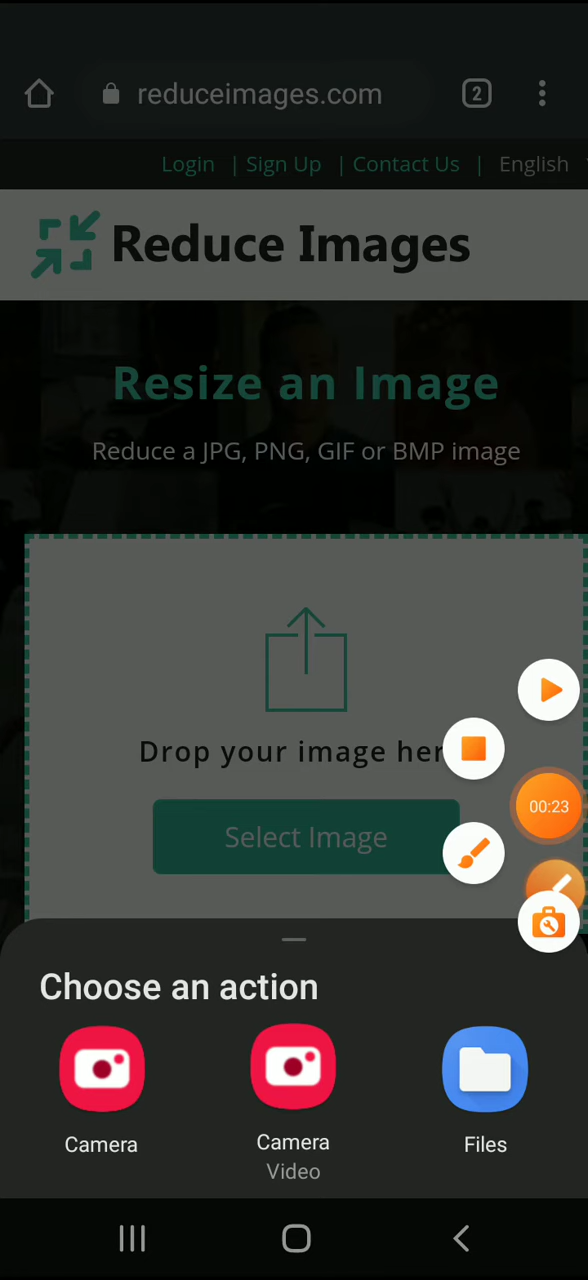 reduceimages.com 2
Login | Sign Up | Contact Us | English
Reduce Images
Resize an Image
Reduce a JPG, PNG, GIF or BMP image
Drop your image her
00:23
Select Image
Choose an action
Camera Camera Files
Video